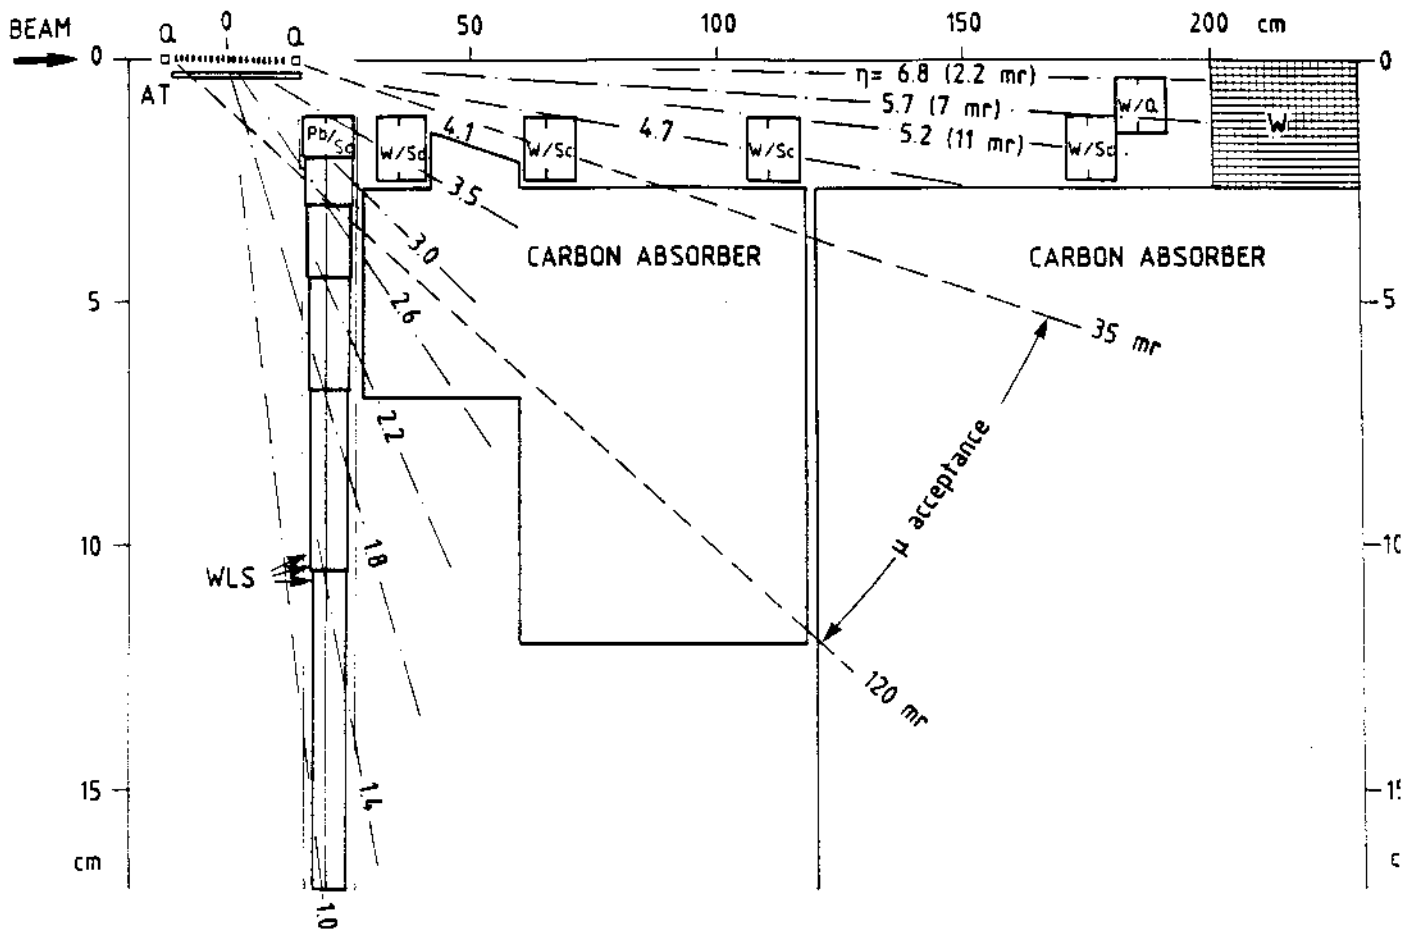 BEAM
0
50
100
150
200
cm
Q
Q
0
0
AT
η= 6.8 (2.2 mr)
5.7 (7 mr)
5.2 (11 mr)
4.7
4.1
3.5
3.0
2.6
2.2
1.8
1.4
1.0
Pb/Sc
W/Sc
W/Sc
W/Sc
W/Sc
W/Q
W
CARBON ABSORBER
CARBON ABSORBER
5
5
35 mr
μ acceptance
10
10
WLS
120 mr
15
15
cm